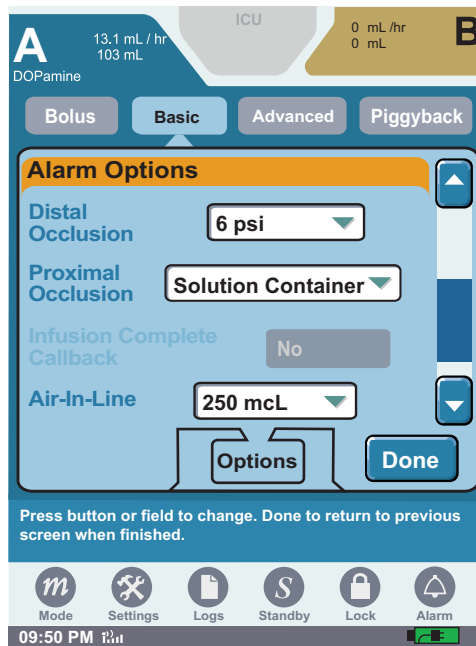 A
13.1 mL / hr
103 mL
DOPamine
ICU
0 mL /hr
0 mL
B
Bolus
Basic
Advanced
Piggyback
Alarm Options
Distal
Occlusion
6 psi
Proximal
Occlusion
Solution Container
Infusion Complete
Callback
No
Air-In-Line
250 mcL
Options
Done
Press button or field to change. Done to return to previous
screen when finished.
m
S
Mode
Settings
Logs
Standby
Lock
Alarm
09:50 PM